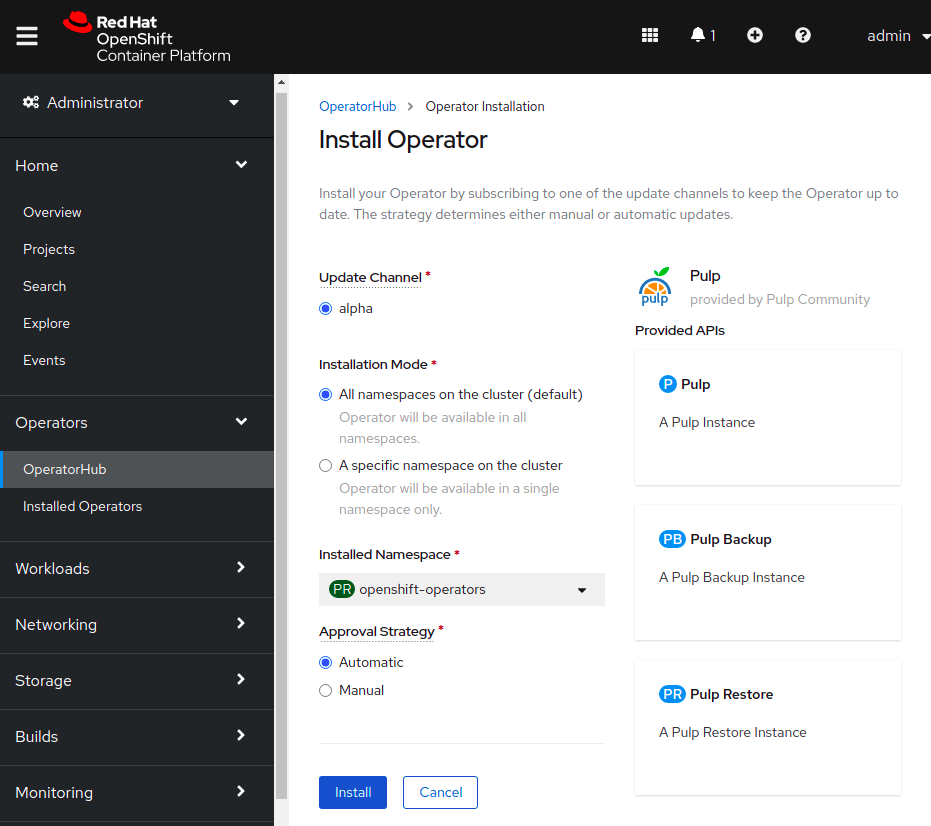 Red Hat
OpenShift
Container Platform
1
admin
Administrator
Home
Overview
Projects
Search
Explore
Events
Operators
OperatorHub
Installed Operators
Workloads
Networking
Storage
Builds
Monitoring
OperatorHub > Operator Installation
Install Operator
Install your Operator by subscribing to one of the update channels to keep the Operator up to
date. The strategy determines either manual or automatic updates.
Update Channel *
alpha
Installation Mode *
All namespaces on the cluster (default)
Operator will be available in all
namespaces.
A specific namespace on the cluster
Operator will be available in a single
namespace only.
Installed Namespace *
PR openshift-operators
Approval Strategy *
Automatic
Manual
Install Cancel
pulp
Pulp
provided by Pulp Community
Provided APIs
P Pulp
A Pulp Instance
PB Pulp Backup
A Pulp Backup Instance
PR Pulp Restore
A Pulp Restore Instance